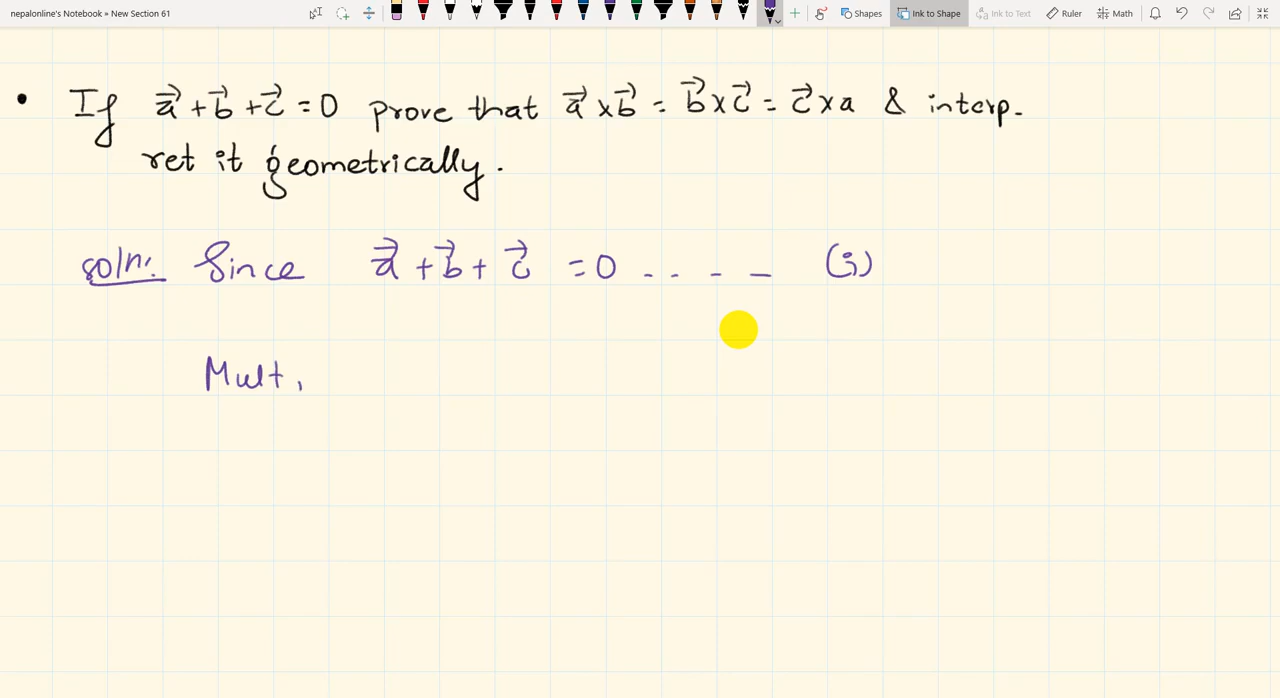 nepalonline's Notebook » New Section 61
Shapes Ink to Shape Ink to Text Ruler Math
• If a⃗ + b⃗ + c⃗ = 0 prove that a⃗ × b⃗ = b⃗ × c⃗ = c⃗ × a & interp-
ret it geometrically.
soln: Since a⃗ + b⃗ + c⃗ = 0 - - - - (i)
Mult,